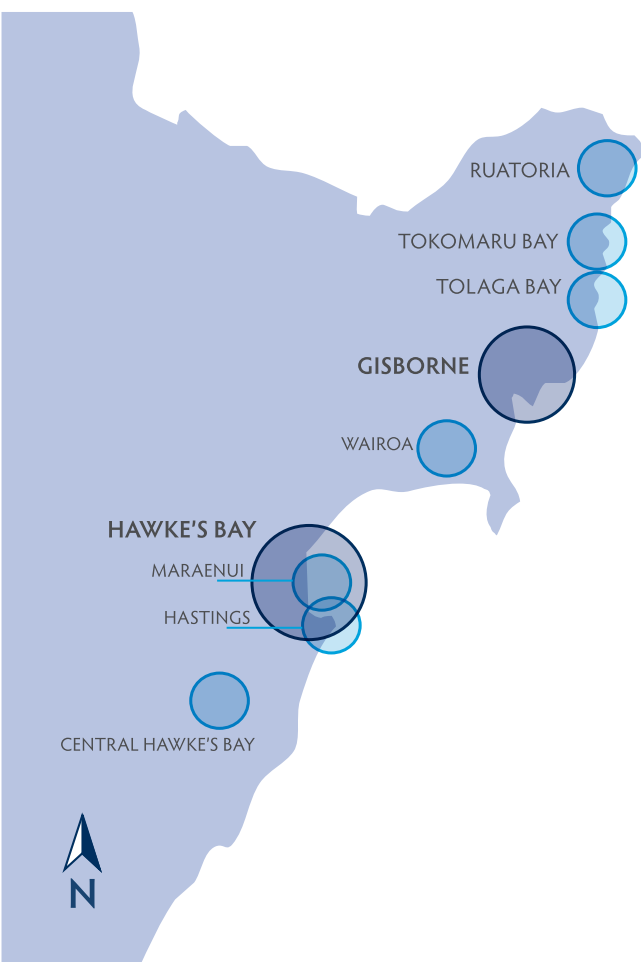 RUATORIA
TOKOMARU BAY
TOLAGA BAY
GISBORNE
WAIROA
HAWKE'S BAY
MARAENUI
HASTINGS
CENTRAL HAWKE'S BAY
N